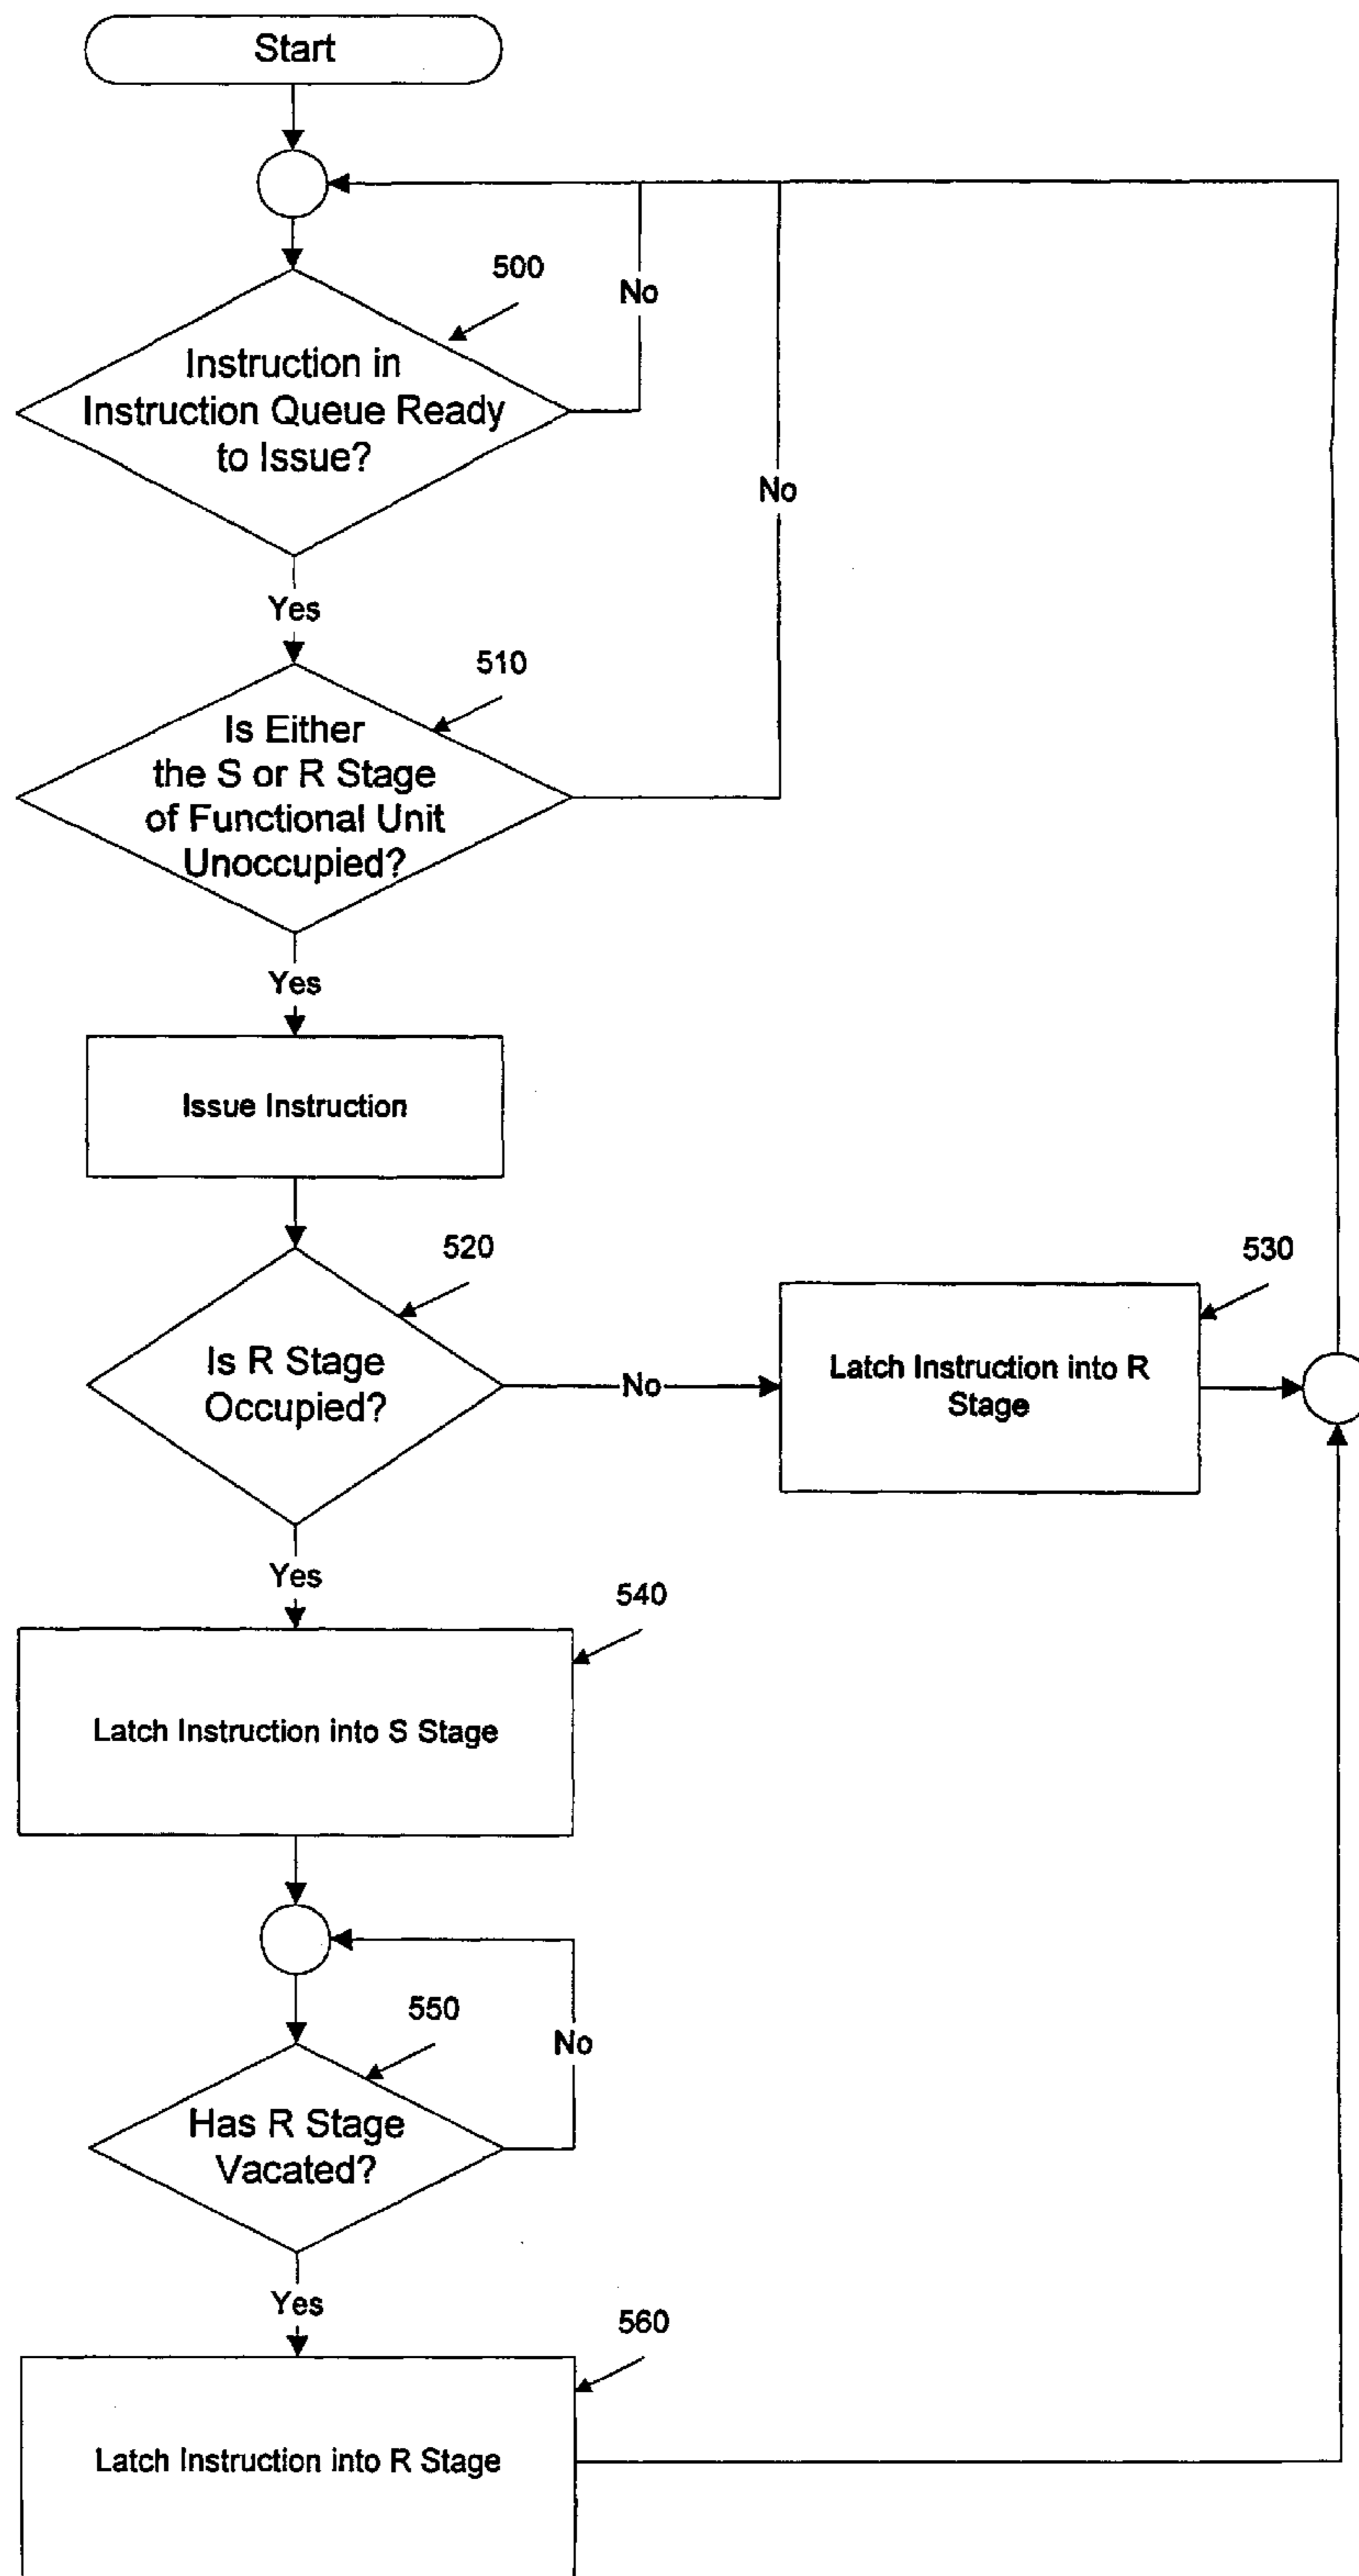 Start
500
No
Instruction in
Instruction Queue Ready
to Issue?
No
Yes
510
Is Either
the S or R Stage
of Functional Unit
Unoccupied?
Yes
Issue Instruction
520
530
Is R Stage
Occupied?
No
Latch Instruction into R
Stage
Yes
540
Latch Instruction into S Stage
550
No
Has R Stage
Vacated?
Yes
560
Latch Instruction into R Stage